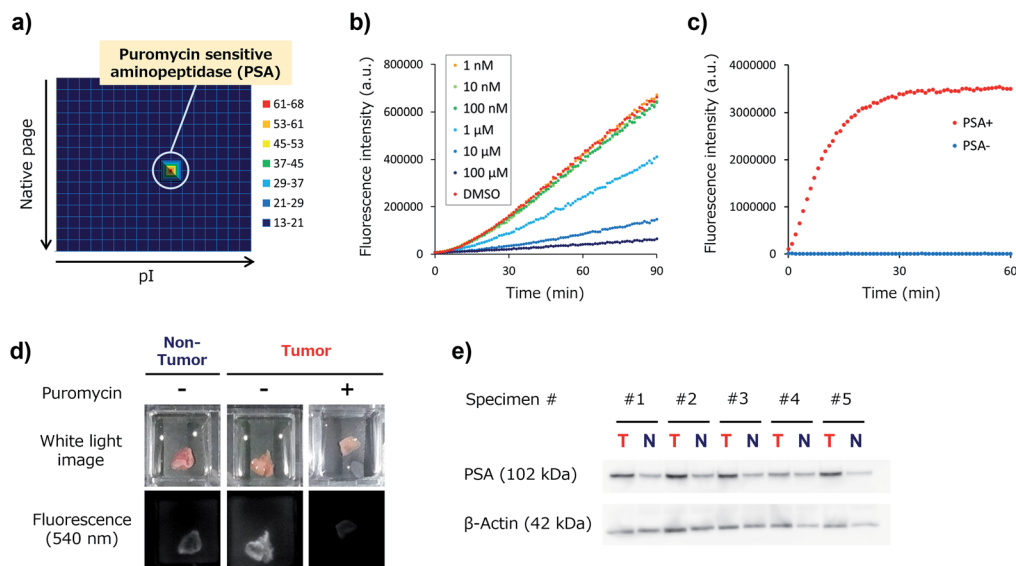 a)
Puromycin sensitive
aminopeptidase (PSA)
Native page
pI
61-68
53-61
45-53
37-45
29-37
21-29
13-21
b)
Fluorescence intensity (a.u.)
800000
600000
400000
200000
0
0 30 60 90
Time (min)
1 nM
10 nM
100 nM
1 μM
10 μM
100 μM
DMSO
c)
Fluorescence intensity (a.u.)
4000000
3000000
2000000
1000000
0
0 30 60
Time (min)
PSA+
PSA-
d)
Non-
Tumor
Tumor
Puromycin - - +
White light
image
Fluorescence
(540 nm)
e)
Specimen # #1 #2 #3 #4 #5
T N T N T N T N T N
PSA (102 kDa)
β-Actin (42 kDa)